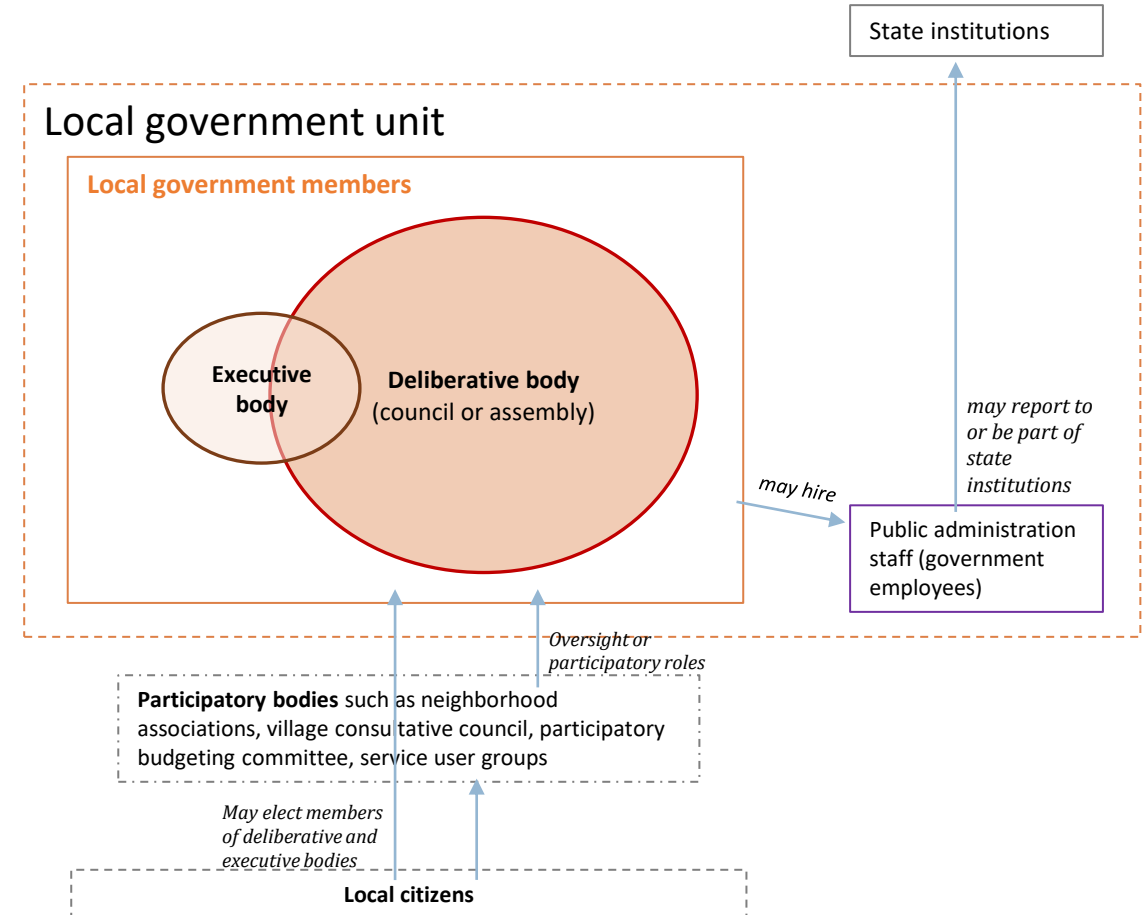 State institutions
Local government unit
Local government members
Executive
body
Deliberative body
(council or assembly)
may report to
or be part of
state
institutions
may hire
Public administration
staff (government
employees)
Oversight or
participatory roles
Participatory bodies such as neighborhood
associations, village consultative council, participatory
budgeting committee, service user groups
May elect members
of deliberative and
executive bodies
Local citizens